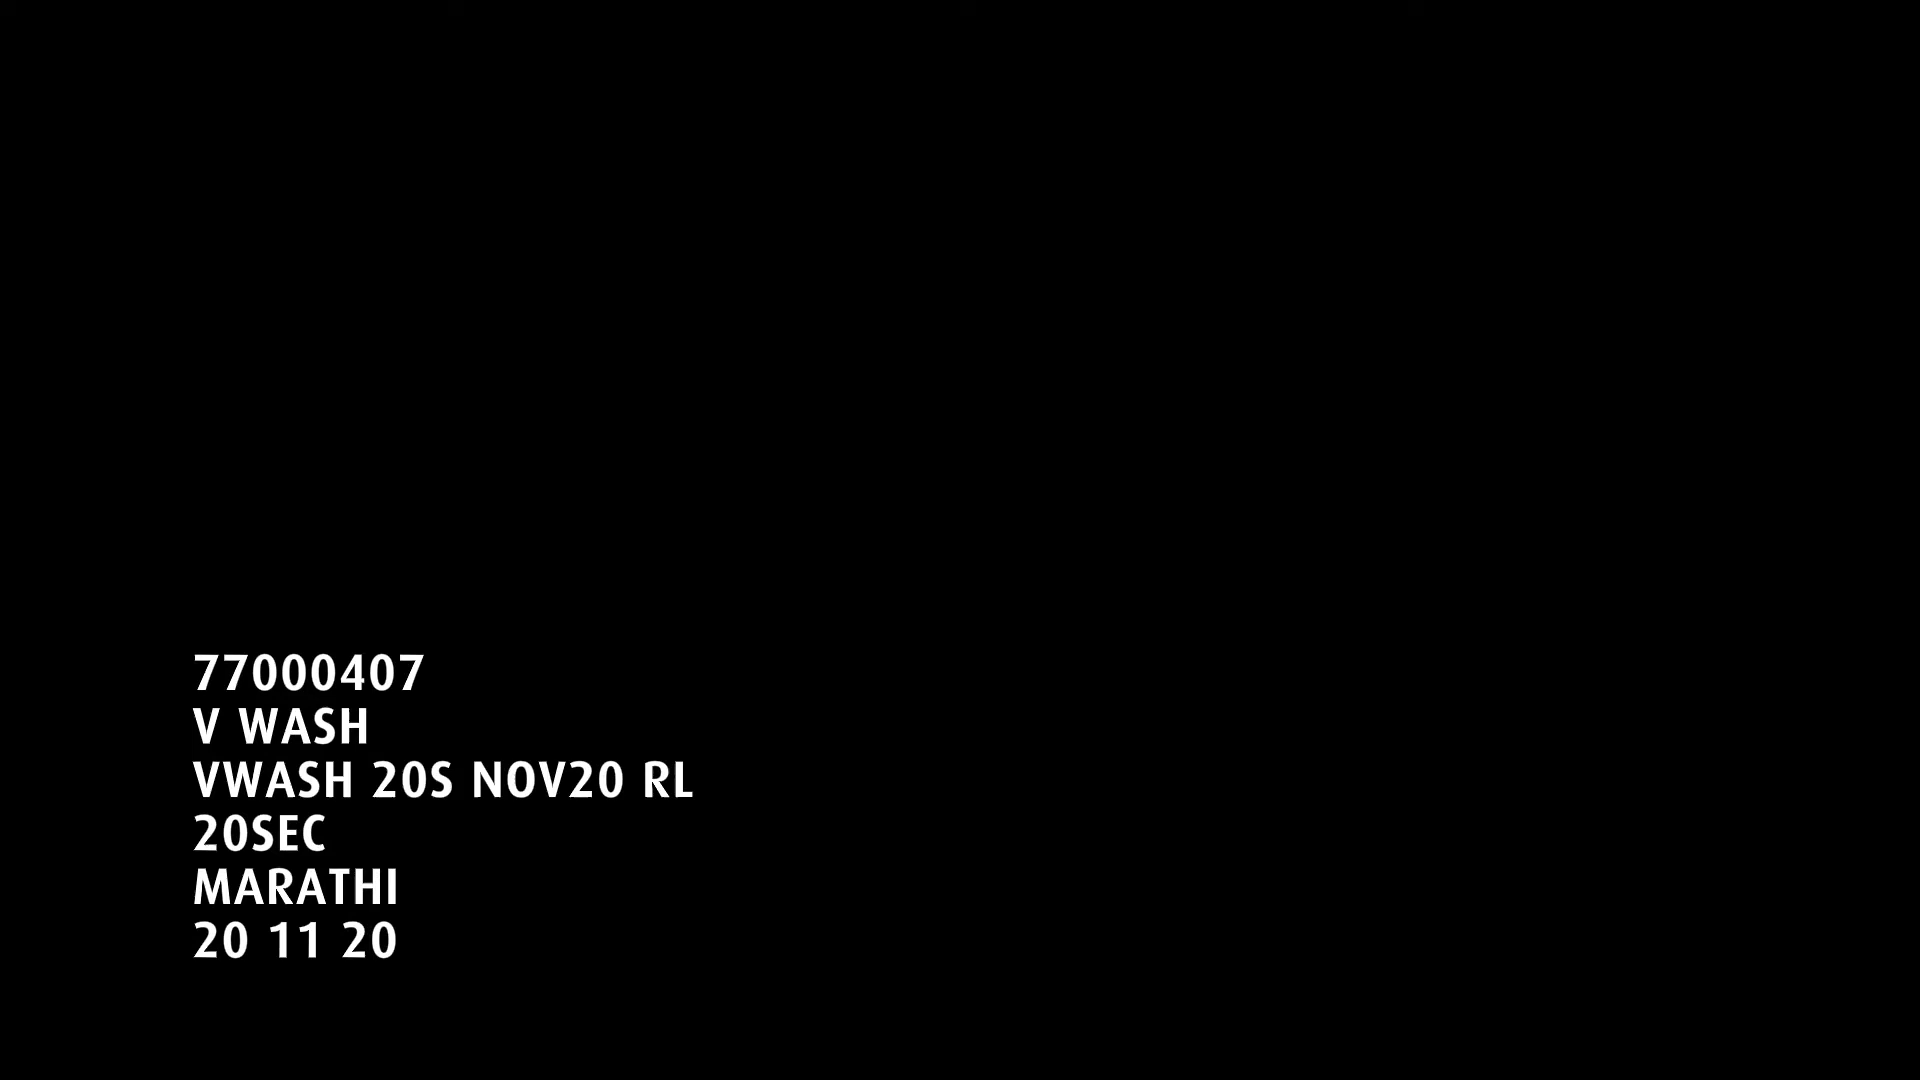 77000407
V WASH
VWASH 20S NOV20 RL
20SEC
MARATHI
20 11 20